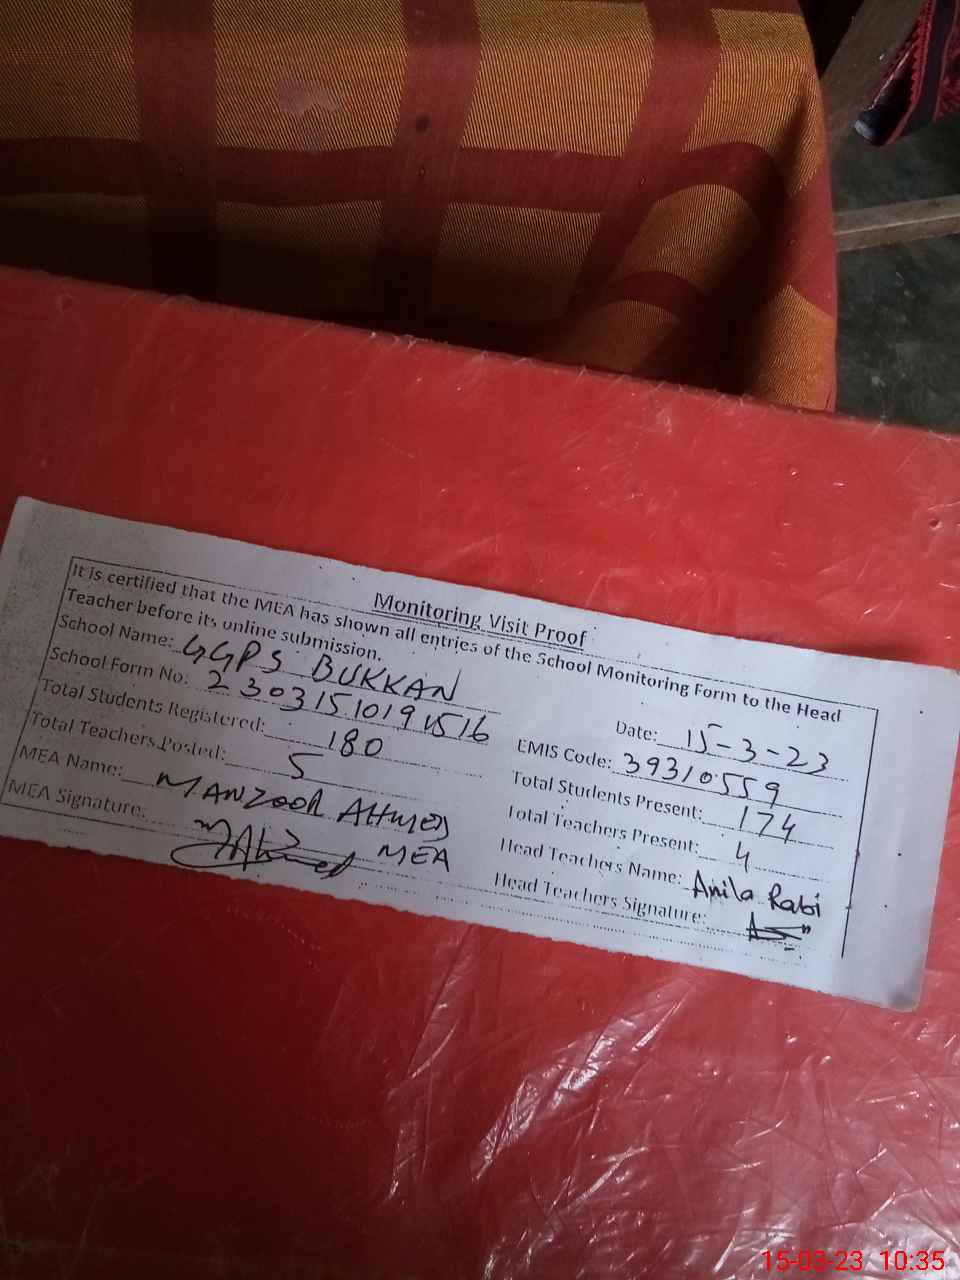 Monitoring Visit Proof
It is certified that the MEA has shown all entries of the School Monitoring Form to the Head
Teacher before its online submission.
School Name: GGPS BUKKAN
Date: 15-3-23
School Form No: 2303151019 1516
EMIS Code: 39310559
Total Students Registered: 180
Total Students Present: 174
Total Teachers Posted: 5
Total Teachers Present: 4
MEA Name: MANZOOR AHMED
MEA
Head Teachers Name: Anila Rabi
MEA Signature:
Head Teachers Signature:
15-03-23 10:35